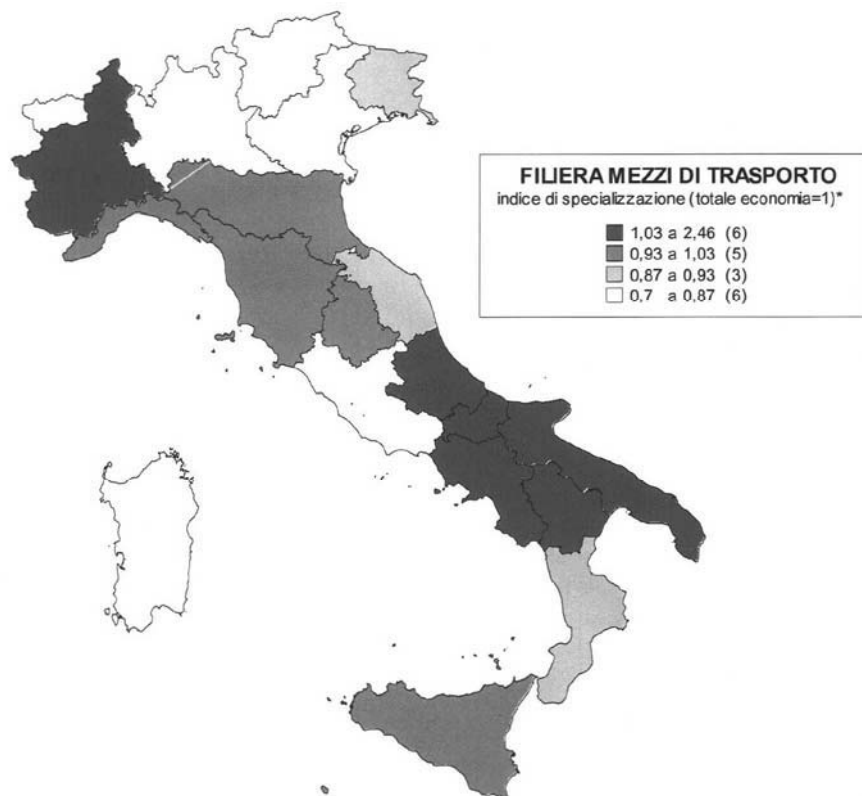 FILIERA MEZZI DI TRASPORTO
indice di specializzazione (totale economia=1)*
1,03 a 2,46 (6)
0,93 a 1,03 (5)
0,87 a 0,93 (3)
0,7 a 0,87 (6)